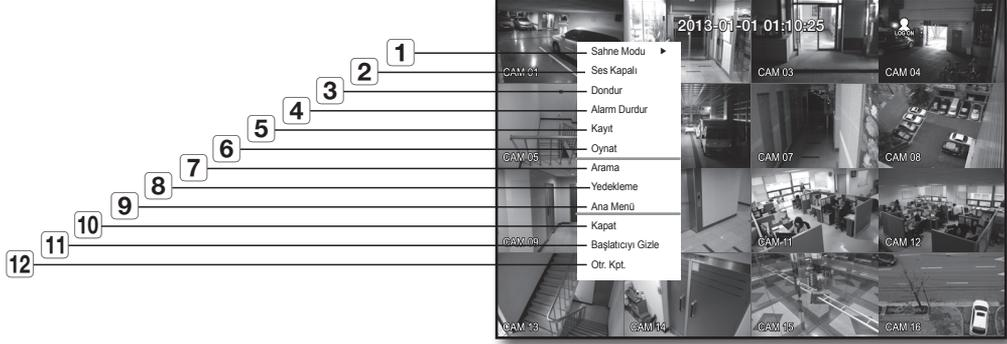 2013-01-01 01:10:25
LOG ON
CAM 01
CAM 03
CAM 04
CAM 05
CAM 07
CAM 08
CAM 09
CAM 11
CAM 12
CAM 13
CAM 14
CAM 15
CAM 16
1 Sahne Modu ►
2 Ses Kapalı
3 Dondur
4 Alarm Durdur
5 Kayıt
6 Oynat
7 Arama
8 Yedekleme
9 Ana Menü
10 Kapat
11 Başlatıcıyı Gizle
12 Otr. Kpt.